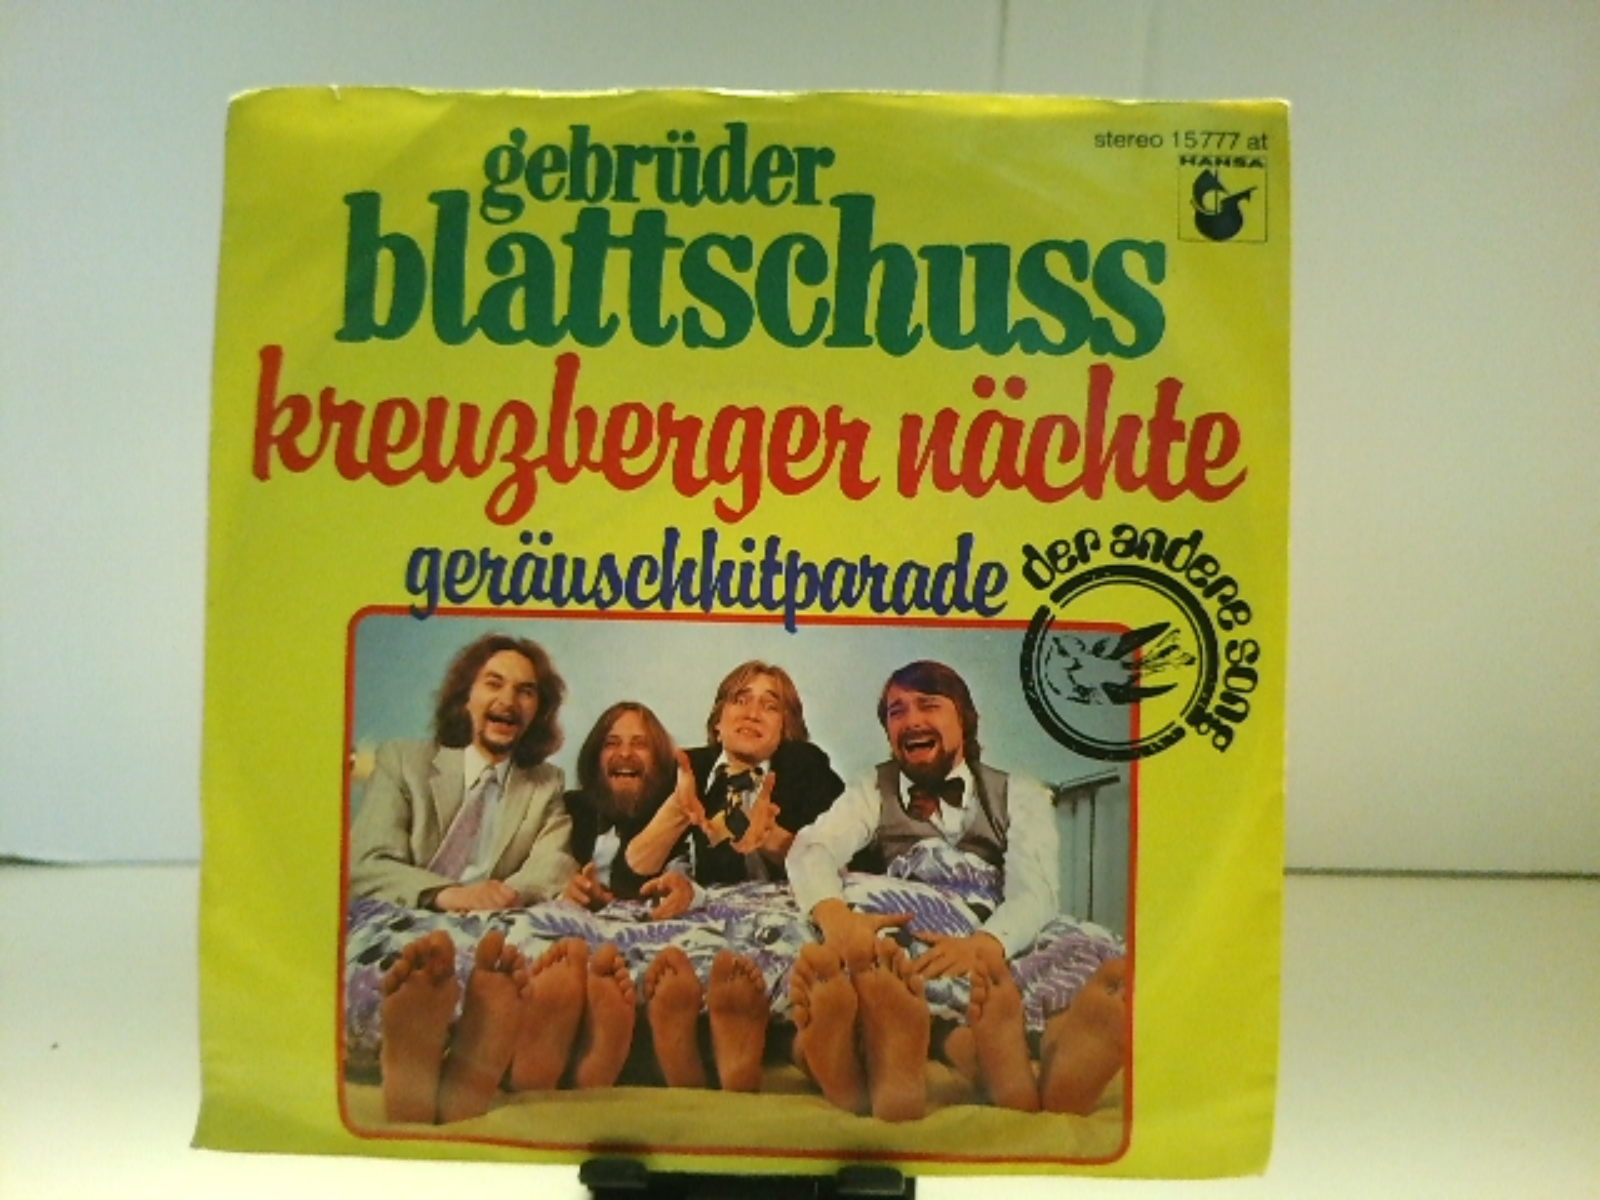 stereo 15777 at
HANSA
gebrüder
blattschuss
kreuzberger nächte
geräuschhitparade
der andere song